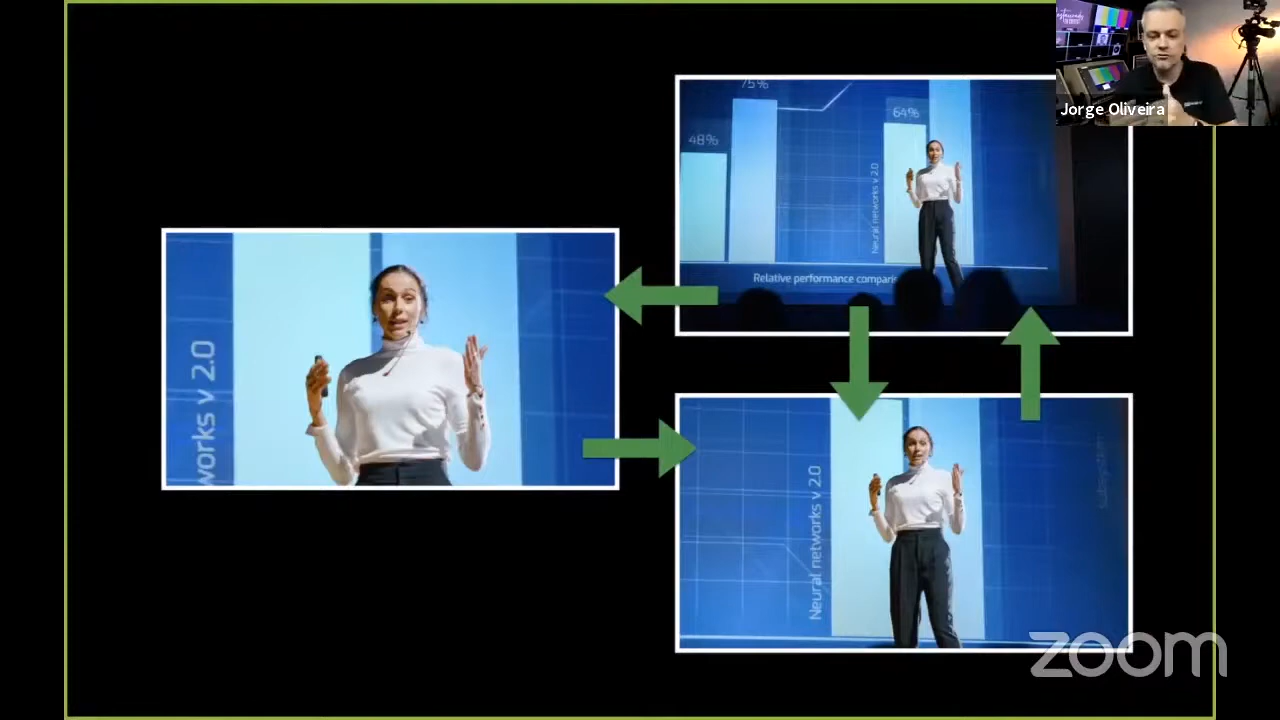 Jorge Oliveira
75%
64%
48%
Neural networks v 2.0
Relative performance comparis
works v 2.0
Neural networks v 2.0
zoom